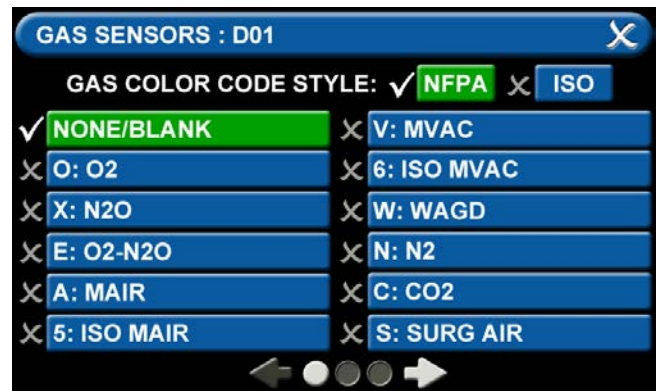 GAS SENSORS : D01
GAS COLOR CODE STYLE: NFPA ISO
NONE/BLANK
O: O2
X: N2O
E: O2-N2O
A: MAIR
5: ISO MAIR
V: MVAC
6: ISO MVAC
W: WAGD
N: N2
C: CO2
S: SURG AIR